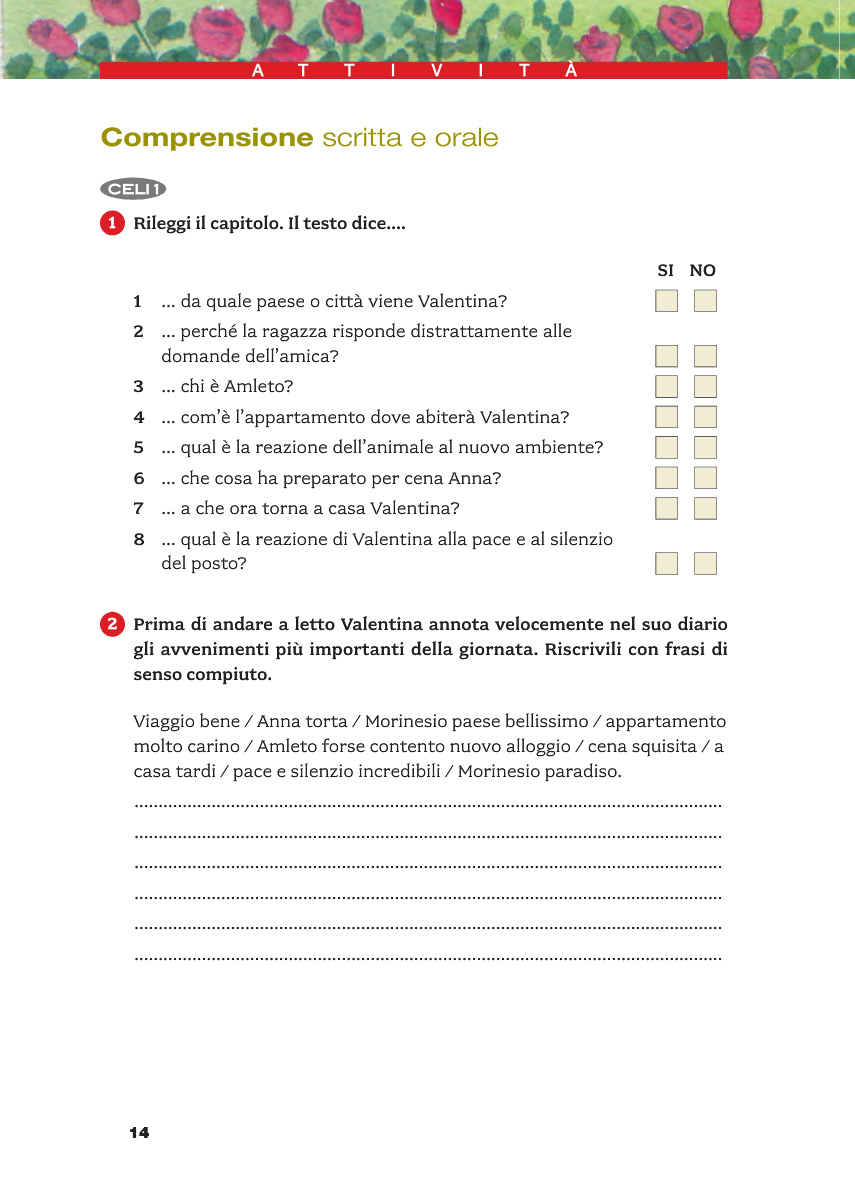 ATTIVITÀ
Comprensione scritta e orale
CELI 1
1 Rileggi il capitolo. Il testo dice....
SI NO
1 ... da quale paese o città viene Valentina?
2 ... perché la ragazza risponde distrattamente alle
domande dell'amica?
3 ... chi è Amleto?
4 ... com'è l'appartamento dove abiterà Valentina?
5 ... qual è la reazione dell'animale al nuovo ambiente?
6 ... che cosa ha preparato per cena Anna?
7 ... a che ora torna a casa Valentina?
8 ... qual è la reazione di Valentina alla pace e al silenzio
del posto?
2 Prima di andare a letto Valentina annota velocemente nel suo diario
gli avvenimenti più importanti della giornata. Riscrivili con frasi di
senso compiuto.
Viaggio bene / Anna torta / Morinesio paese bellissimo / appartamento
molto carino / Amleto forse contento nuovo alloggio / cena squisita / a
casa tardi / pace e silenzio incredibili / Morinesio paradiso.
14